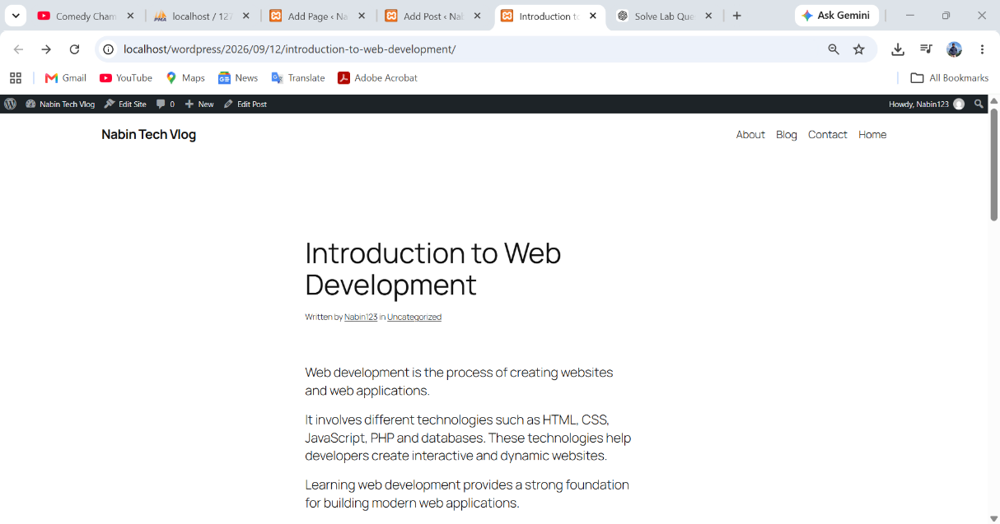 Comedy Cham
localhost / 127
Add Page ‹ Na
Add Post ‹ Nab
Introduction to
Solve Lab Que
Ask Gemini
localhost/wordpress/2026/09/12/introduction-to-web-development/
Gmail
YouTube
Maps
News
Translate
Adobe Acrobat
All Bookmarks
Nabin Tech Vlog
Edit Site
0
New
Edit Post
Howdy, Nabin123
Nabin Tech Vlog
About
Blog
Contact
Home
Introduction to Web
Development
Written by Nabin123 in Uncategorized
Web development is the process of creating websites
and web applications.
It involves different technologies such as HTML, CSS,
JavaScript, PHP and databases. These technologies help
developers create interactive and dynamic websites.
Learning web development provides a strong foundation
for building modern web applications.